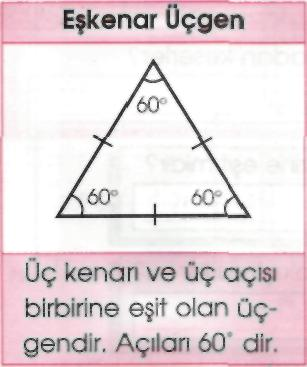 Eşkenar Üçgen
60°
60° 60°
Üç kenarı ve üç açısı
birbirine eşit olan üç-
gendir. Açıları 60° dir.